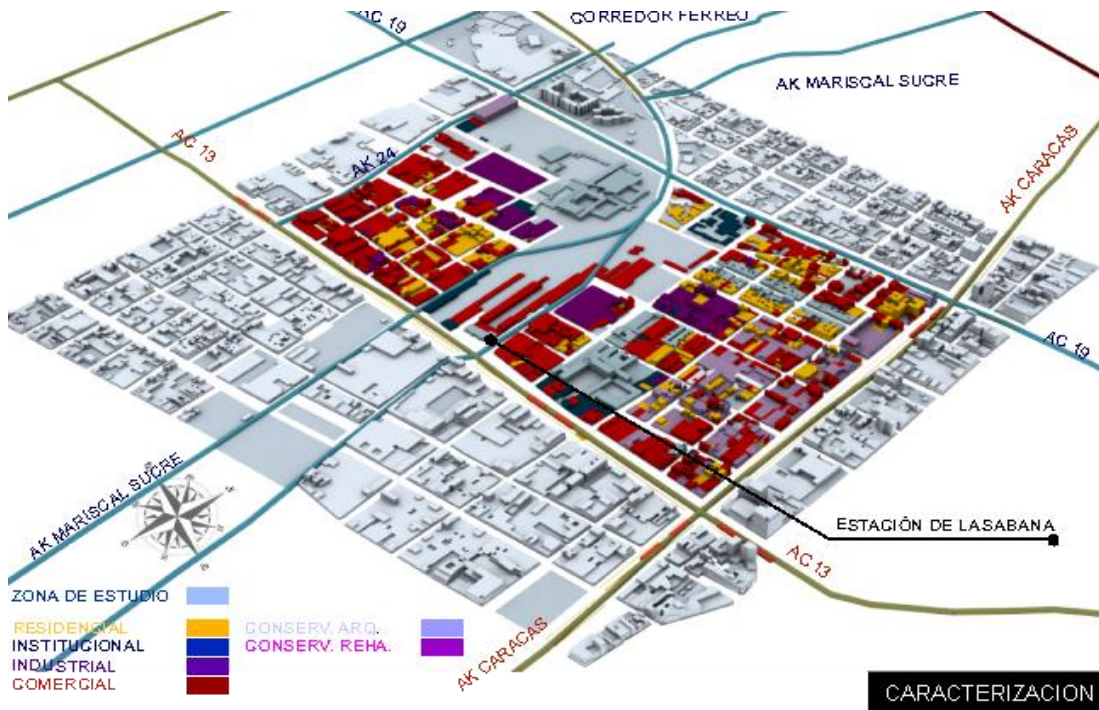 CORREDOR FERREO
AC 19
AK MARISCAL SUCRE
AC 13
AK 24
AK CARACAS
AC 19
AK MARISCAL SUCRE
ESTACIÓN DE LASABANA
AC 13
AK CARACAS
ZONA DE ESTUDIO
RESIDENCIAL
CONSERV. ARQ.
INSTITUCIONAL
CONSERV. REHA.
INDUSTRIAL
COMERCIAL
CARACTERIZACION